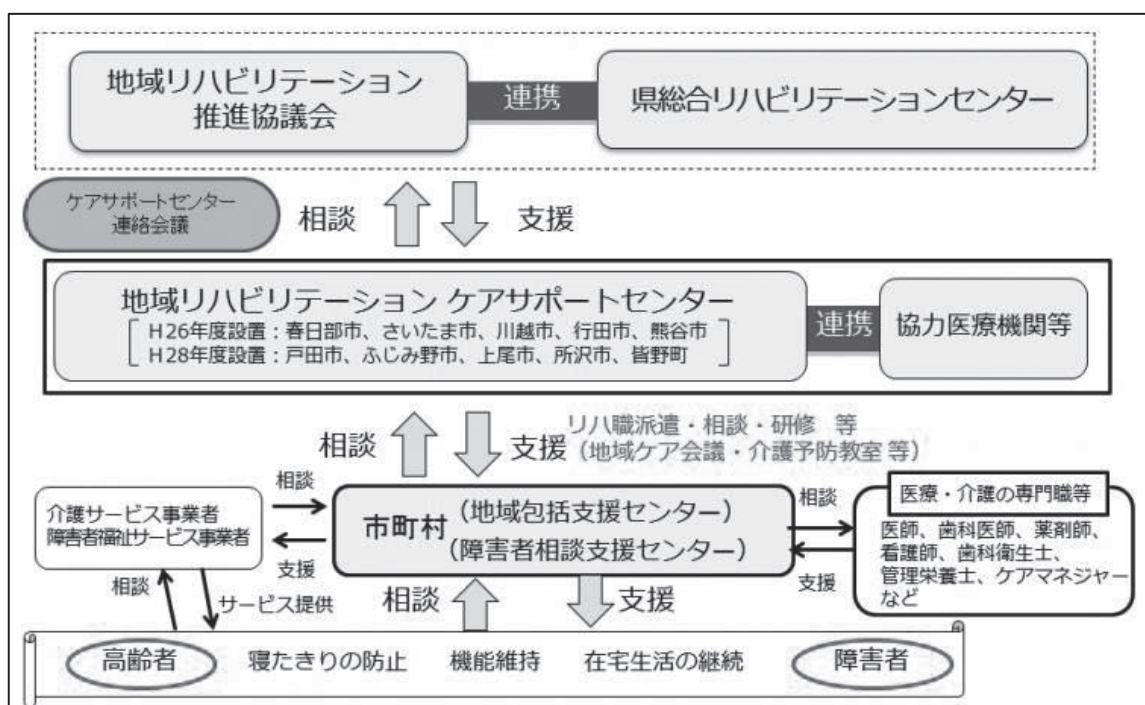 地域リハビリテーション
推進協議会
連携
県総合リハビリテーションセンター
ケアサポートセンター
連絡会議
相談
支援
地域リハビリテーション ケアサポートセンター
H26年度設置：春日部市、さいたま市、川越市、行田市、熊谷市
H28年度設置：戸田市、ふじみ野市、上尾市、所沢市、皆野町
連携
協力医療機関等
相談
支援
リハ職派遣・相談・研修 等
（地域ケア会議・介護予防教室 等）
介護サービス事業者
障害者福祉サービス事業者
相談
支援
市町村
（地域包括支援センター）
（障害者相談支援センター）
相談
支援
医療・介護の専門職等
医師、歯科医師、薬剤師、
看護師、歯科衛生士、
管理栄養士、ケアマネジャー
など
相談
サービス提供
相談
支援
高齢者
寝たきりの防止
機能維持
在宅生活の継続
障害者